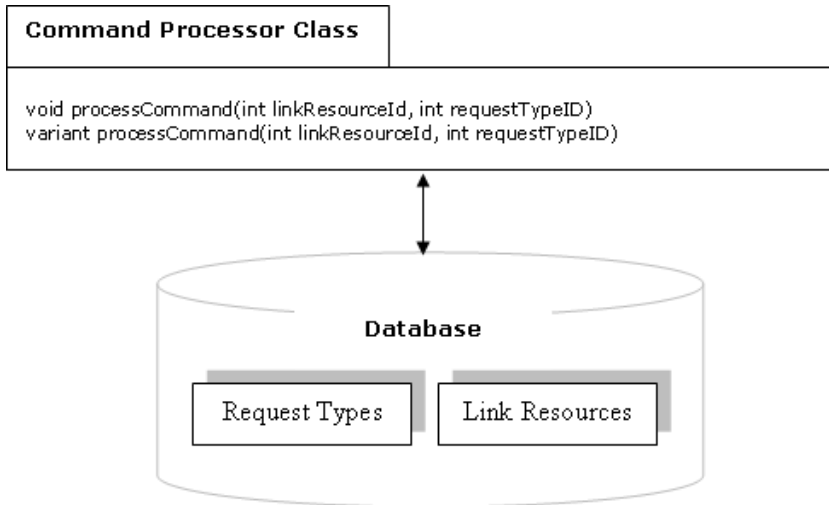 Command Processor Class
void processCommand(int linkResourceId, int requestTypeID)
variant processCommand(int linkResourceId, int requestTypeID)
Database
Request Types
Link Resources